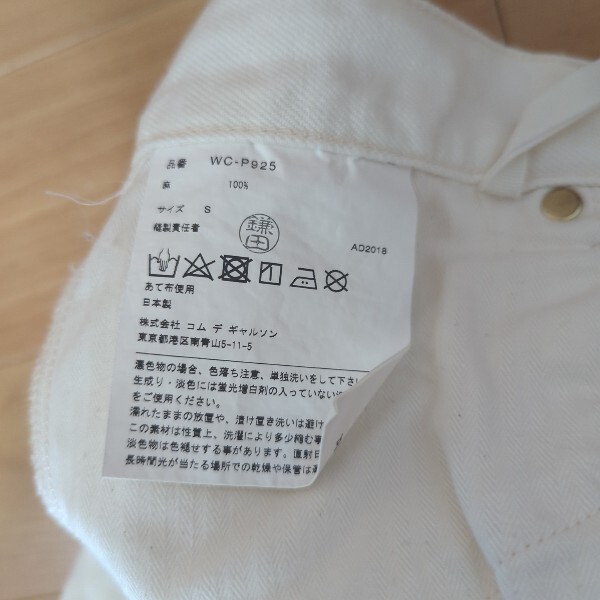 品番 WC-P925
麻 100%
サイズ S
縫製責任者
鎌田
AD2018
あて布使用
日本製
株式会社 コム デ ギャルソン
東京都港区南青山5-11-5
濃色物の場合、色落ち注意、単独洗いをして下さい
生成り・淡色には蛍光増白剤の入っていない
をご使用ください。
濡れたままの放置や、漬け置き洗いは避け
この素材は性質上、洗濯により多少縮む事
淡色物は色褪せする事があります。直射日
長時間光が当たる場所での乾燥や保管は